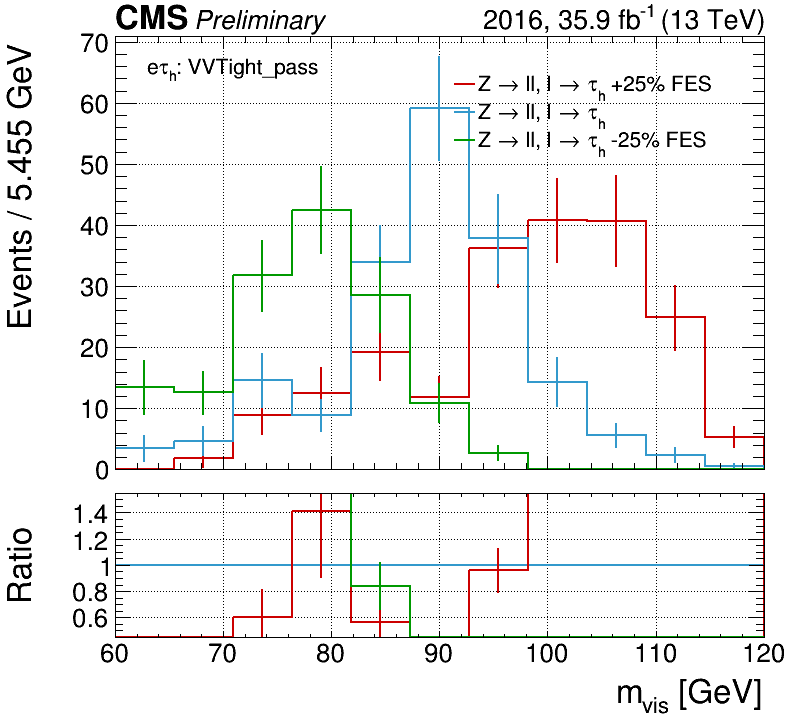 CMS Preliminary 2016, 35.9 fb⁻¹ (13 TeV)
eτh: VVTight_pass
Z → ll, l → τh +25% FES
Z → ll, l → τh
Z → ll, l → τh -25% FES
Events / 5.455 GeV
70
60
50
40
30
20
10
0
Ratio
1.4
1.2
1
0.8
0.6
60 70 80 90 100 110 120
mvis [GeV]